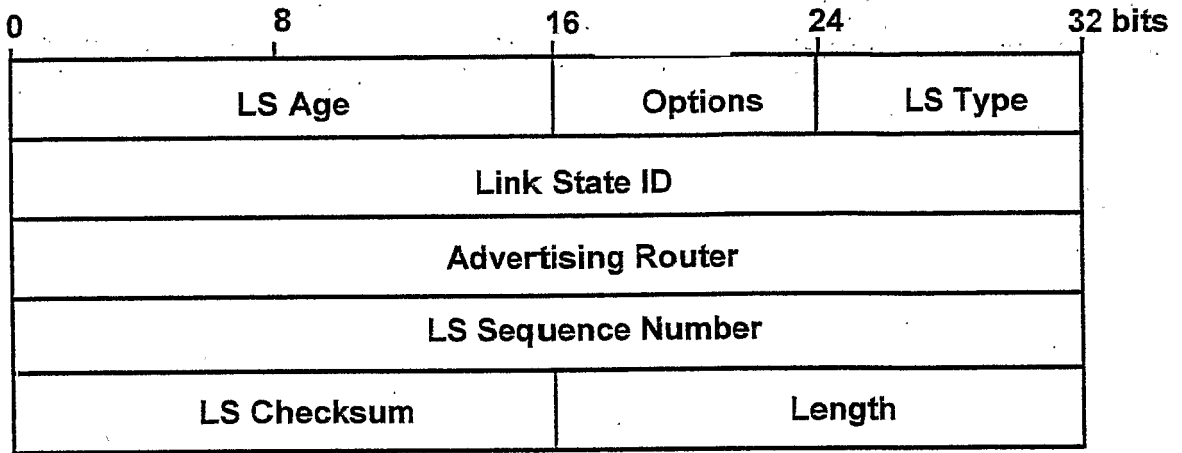 0 8 16 24 32 bits
LS Age Options LS Type
Link State ID
Advertising Router
LS Sequence Number
LS Checksum Length